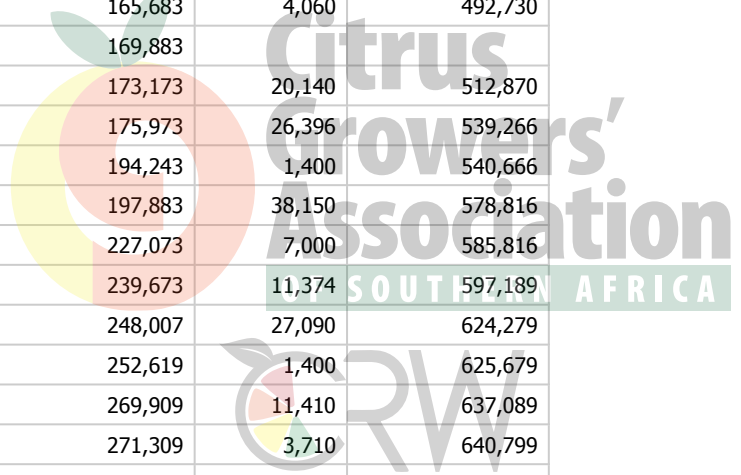 165,683 4,060 492,730
169,883
173,173 20,140 512,870
175,973 26,396 539,266
194,243 1,400 540,666
197,883 38,150 578,816
227,073 7,000 585,816
239,673 11,374 597,189
248,007 27,090 624,279
252,619 1,400 625,679
269,909 11,410 637,089
271,309 3,710 640,799
Citrus
Growers'
Association
OF SOUTHERN AFRICA
CRW